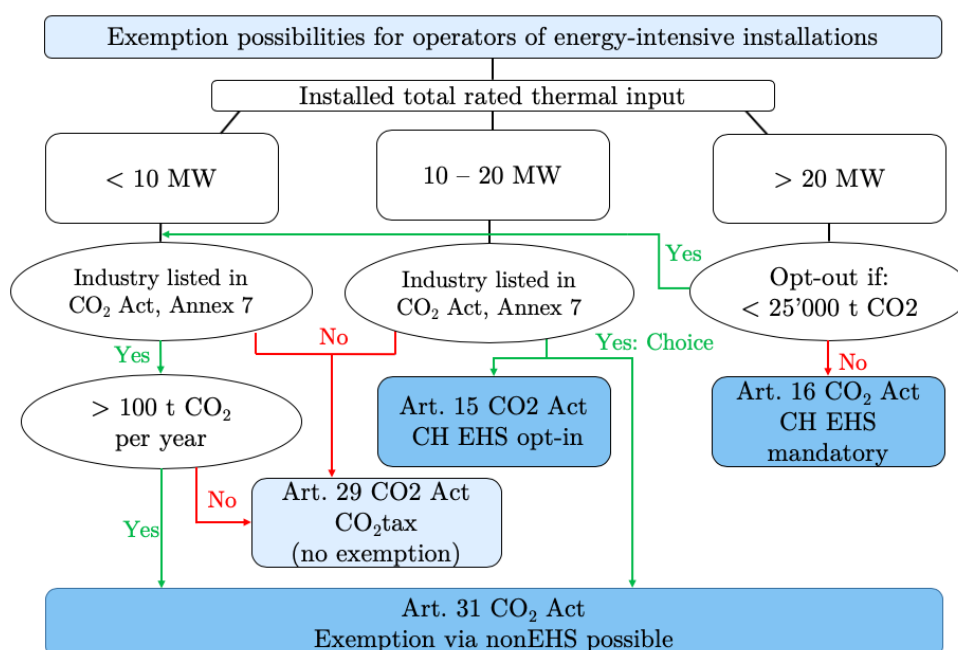 Exemption possibilities for operators of energy-intensive installations
Installed total rated thermal input
< 10 MW
10 – 20 MW
> 20 MW
Yes
Industry listed in
CO₂ Act, Annex 7
Industry listed in
CO₂ Act, Annex 7
Opt-out if:
< 25'000 t CO2
Yes
No
Yes: Choice
No
> 100 t CO₂
per year
Art. 15 CO2 Act
CH EHS opt-in
Art. 16 CO₂ Act
CH EHS
mandatory
No
Yes
Art. 29 CO2 Act
CO₂tax
(no exemption)
Art. 31 CO₂ Act
Exemption via nonEHS possible